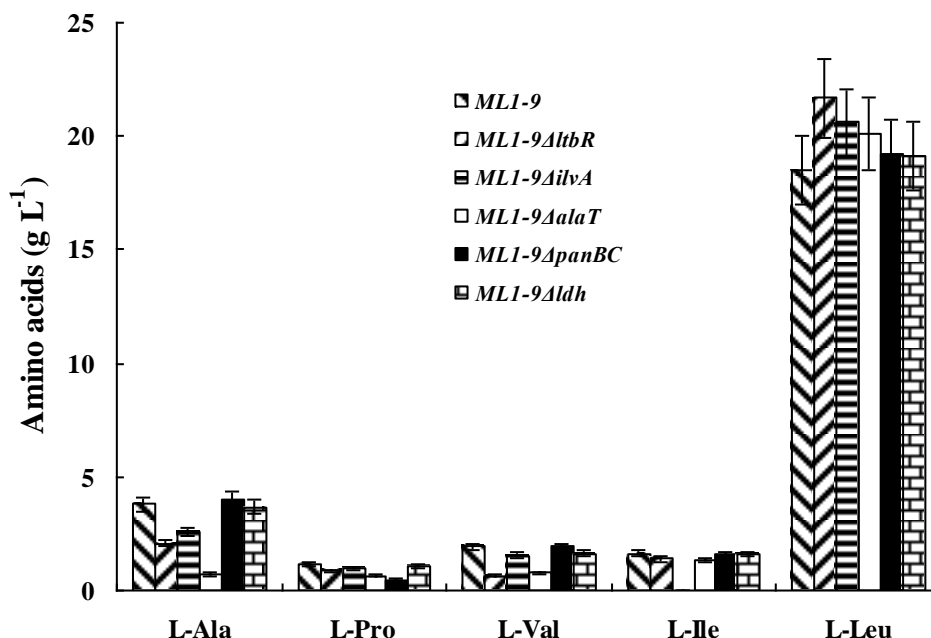 25
20
15
10
5
0
Amino acids (g L-1)
ML1-9
ML1-9ΔltbR
ML1-9ΔilvA
ML1-9ΔalaT
ML1-9ΔpanBC
ML1-9Δldh
L-Ala L-Pro L-Val L-Ile L-Leu